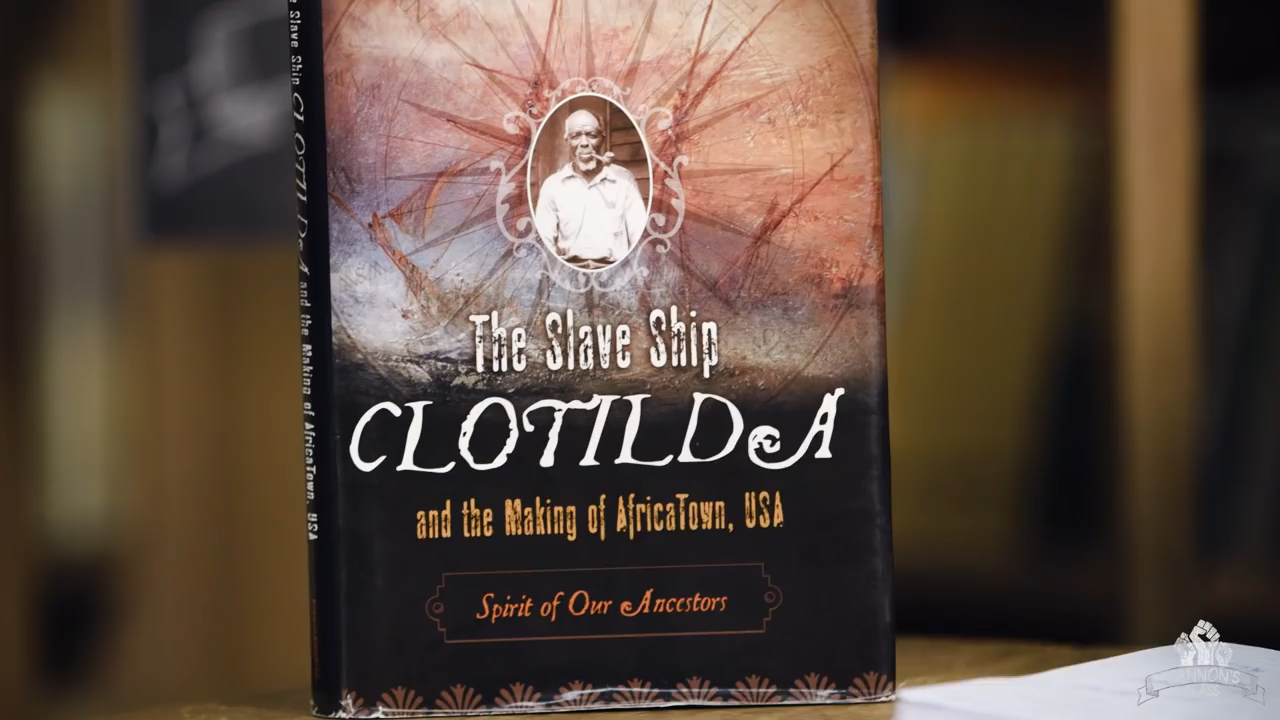 e Slave Ship CLOTILDA and the Making of AfricaTown, USA
The Slave Ship
CLOTILDA
and the Making of AfricaTown, USA
Spirit of Our Ancestors